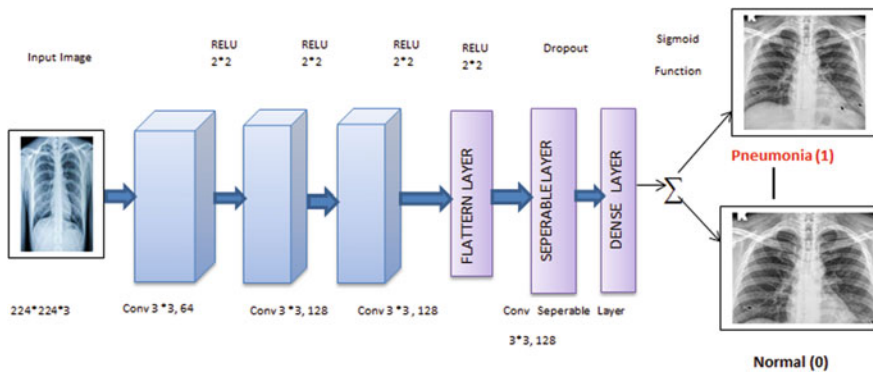 Input Image
RELU
2*2
RELU
2*2
RELU
2*2
RELU
2*2
Dropout
Sigmoid
Function
FLATTERN LAYER
SEPERABLE LAYER
DENSE LAYER
∑
Pneumonia (1)
224*224*3
Conv 3 *3, 64
Conv 3 *3, 128
Conv 3 *3 , 128
Conv Seperable Layer
3*3, 128
Normal (0)